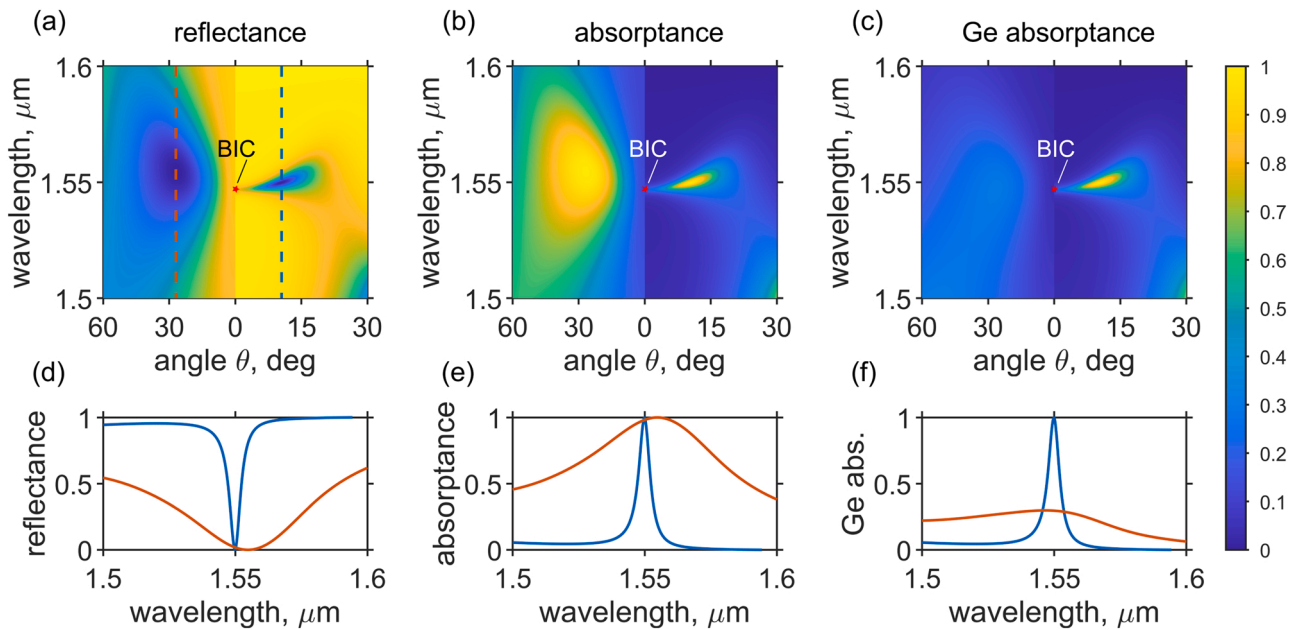 (a) reflectance
(b) absorptance
(c) Ge absorptance
wavelength, μm
1.6
1.55
1.5
BIC
60 30 0 15 30
angle θ, deg
wavelength, μm
1.6
1.55
1.5
BIC
60 30 0 15 30
angle θ, deg
wavelength, μm
1.6
1.55
1.5
BIC
60 30 0 15 30
angle θ, deg
1
0.9
0.8
0.7
0.6
0.5
0.4
0.3
0.2
0.1
0
(d)
reflectance
1
0.5
0
1.5 1.55 1.6
wavelength, μm
(e)
absorptance
1
0.5
0
1.5 1.55 1.6
wavelength, μm
(f)
Ge abs.
1
0.5
0
1.5 1.55 1.6
wavelength, μm